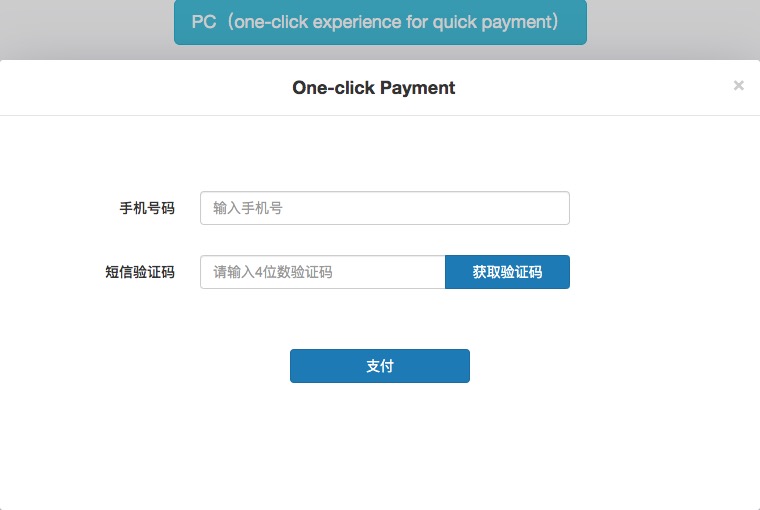 PC（one-click experience for quick payment）
One-click Payment
×
手机号码 输入手机号
短信验证码 请输入4位数验证码 获取验证码
支付